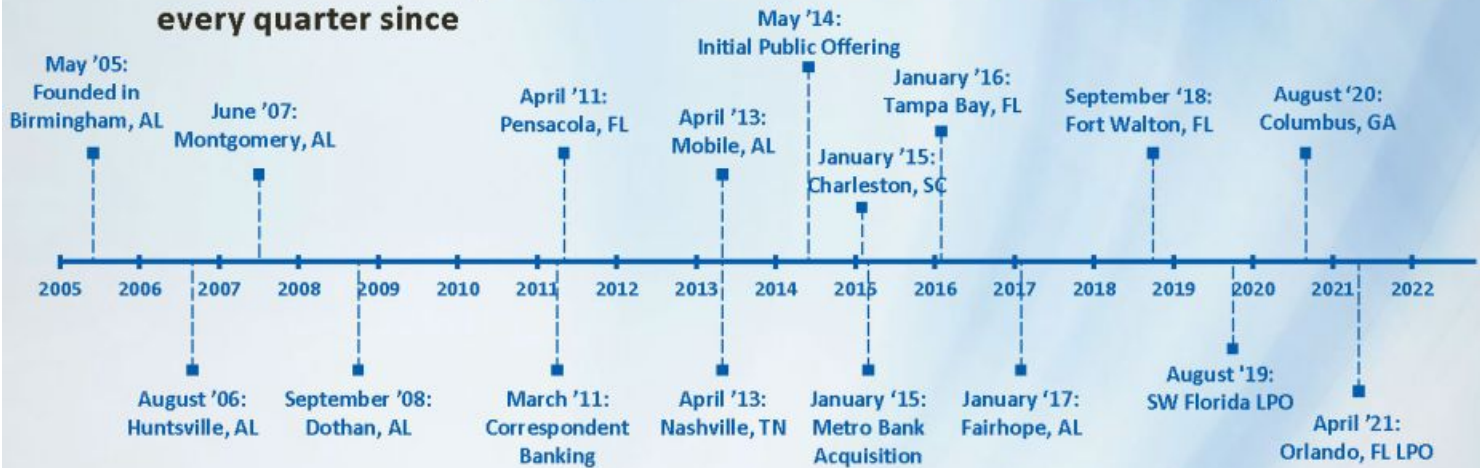 every quarter since
May '05:
Founded in
Birmingham, AL
June '07:
Montgomery, AL
April '11:
Pensacola, FL
April '13:
Mobile, AL
May '14:
Initial Public Offering
January '15:
Charleston, SC
January '16:
Tampa Bay, FL
September ‘18:
Fort Walton, FL
August '20:
Columbus, GA
2005 2006 2007 2008 2009 2010 2011 2012 2013 2014 2015 2016 2017 2018 2019 2020 2021 2022
August '06:
Huntsville, AL
September '08:
Dothan, AL
March '11:
Correspondent
Banking
April '13:
Nashville, TN
January ‘15:
Metro Bank
Acquisition
January ‘17:
Fairhope, AL
August '19:
SW Florida LPO
April '21:
Orlando, FL LPO